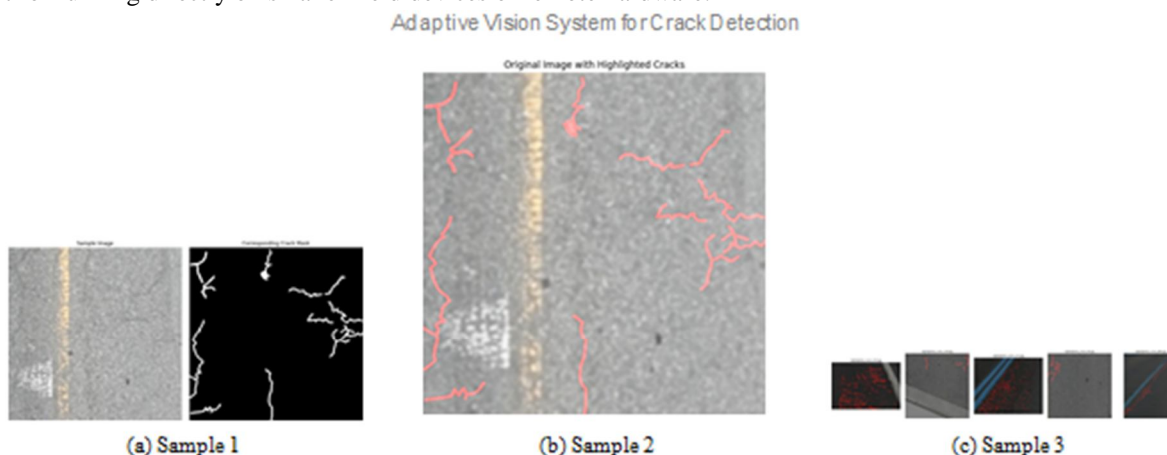 Adaptive Vision System for Crack Detection
Original Image with Highlighted Cracks
Sample Image
Corresponding Crack Mask
(a) Sample 1
(b) Sample 2
(c) Sample 3